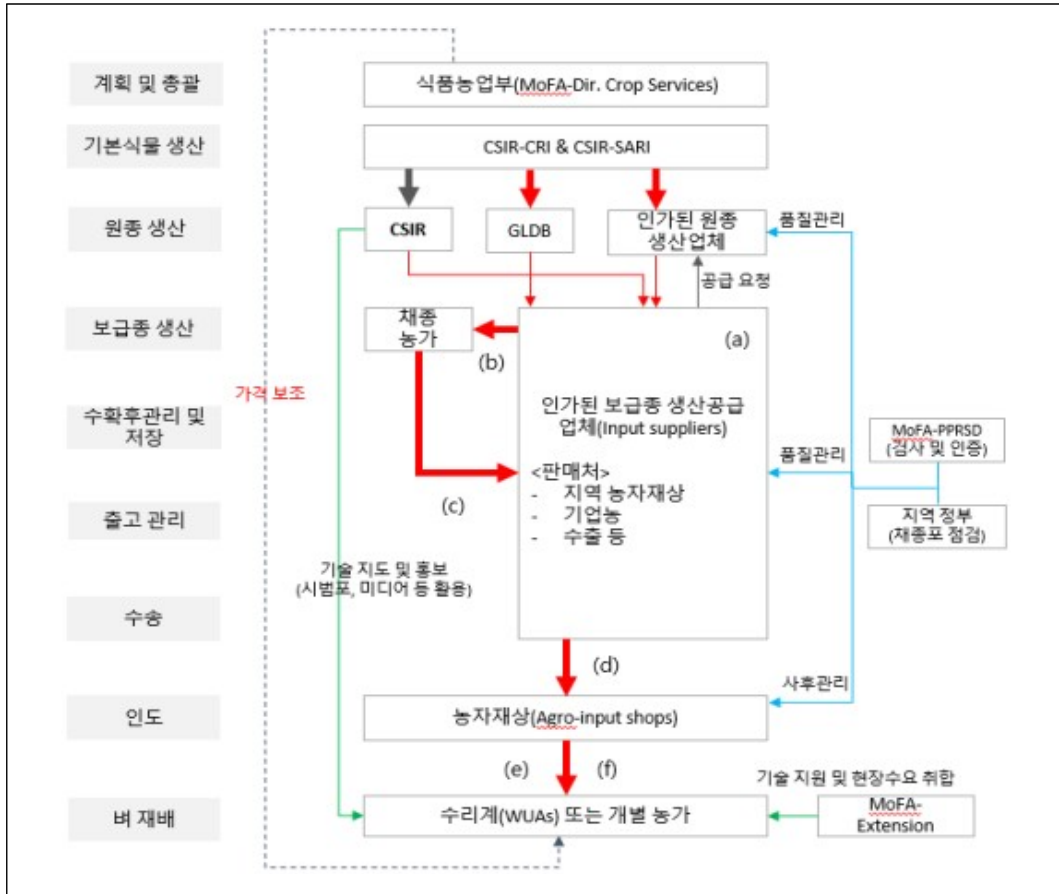 계획 및 총괄
식품농업부(MoFA-Dir. Crop Services)
기본식물 생산
CSIR-CRI & CSIR-SARI
원종 생산
CSIR
GLDB
인가된 원종
생산업체
품질관리
공급 요청
보급종 생산
채종
농가
(a)
(b)
가격 보조
수확후관리 및
저장
인가된 보급종 생산공급
업체(Input suppliers)
<판매처>
- 지역 농자재상
- 기업농
- 수출 등
품질관리
MoFA-PPRSD
(검사 및 인증)
(c)
출고 관리
지역 정부
(채종포 점검)
기술 지도 및 홍보
(시범포, 미디어 등 활용)
수송
(d)
사후관리
인도
농자재상(Agro-input shops)
(e)
(f)
기술 지원 및 현장수요 취합
벼 재배
수리계(WUAs) 또는 개별 농가
MoFA-
Extension